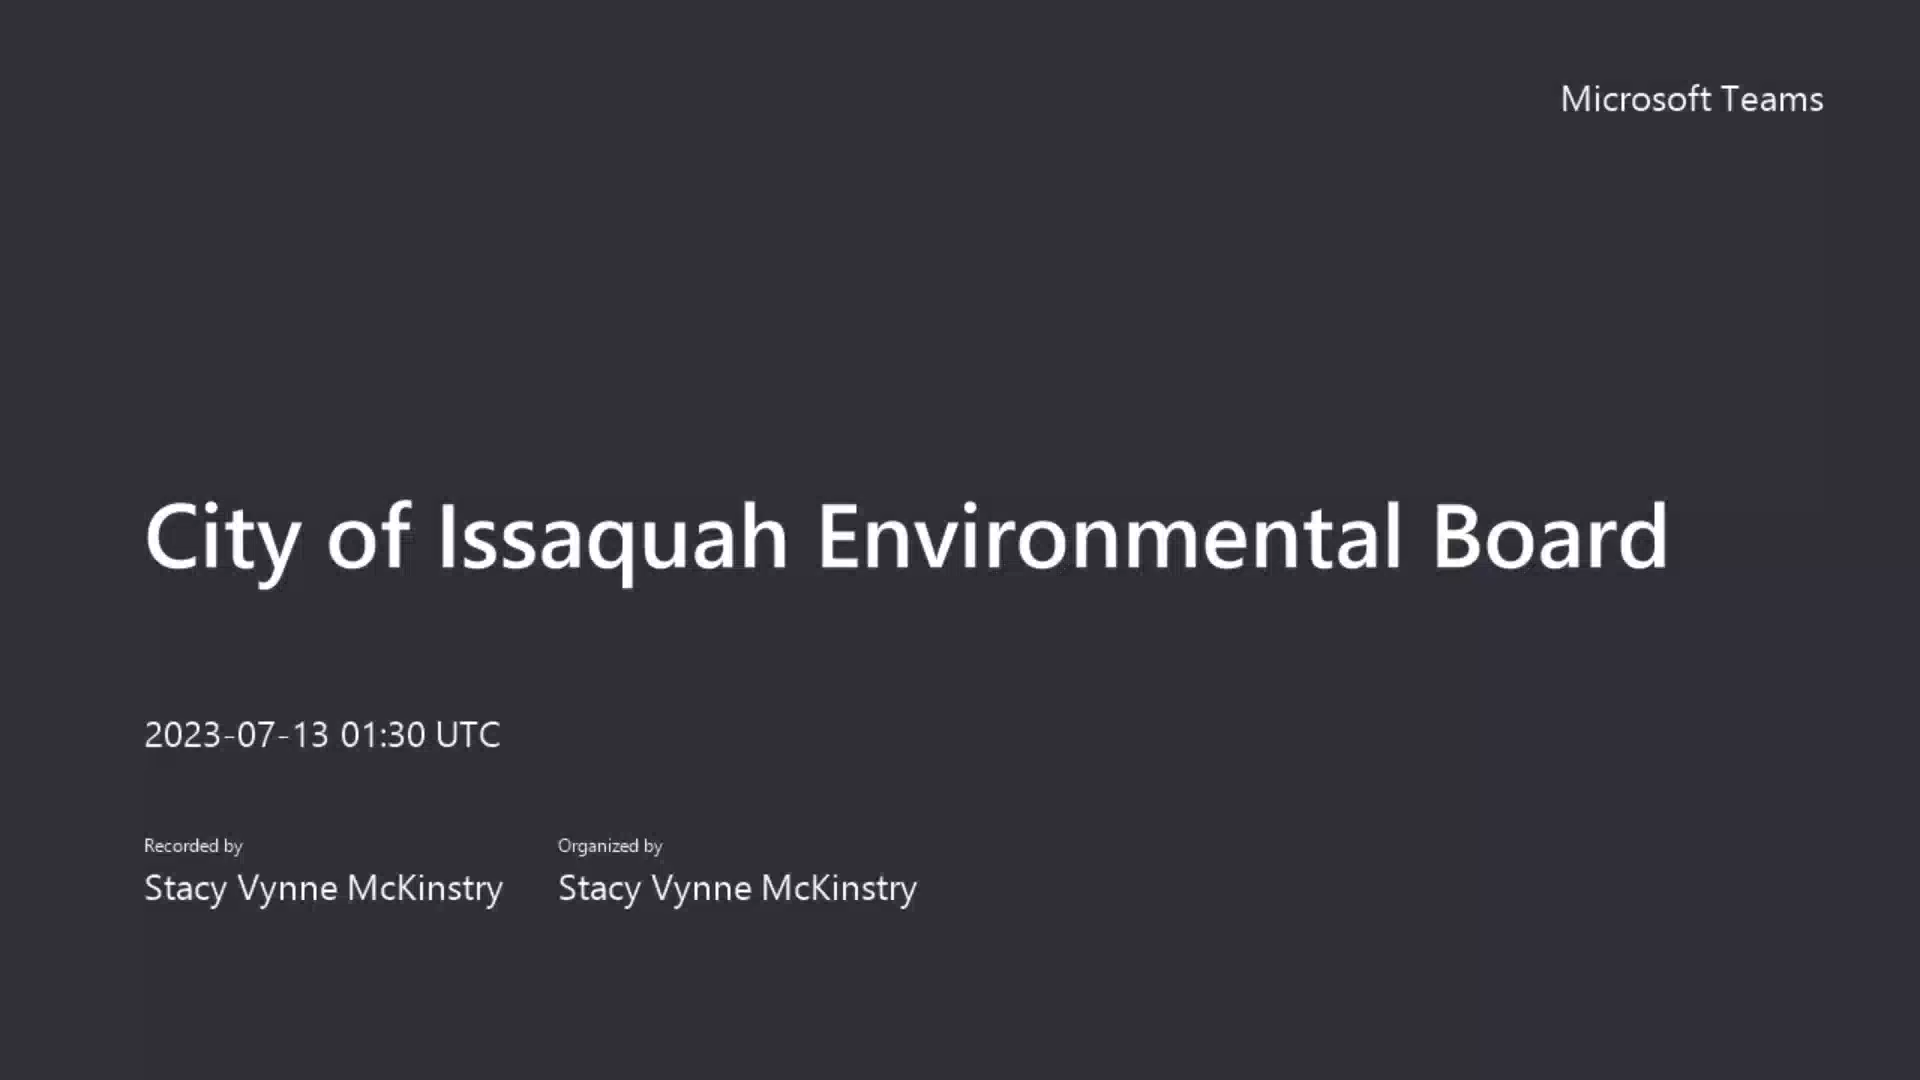 Microsoft Teams
City of Issaquah Environmental Board
2023-07-13 01:30 UTC
Recorded by
Stacy Vynne McKinstry
Organized by
Stacy Vynne McKinstry